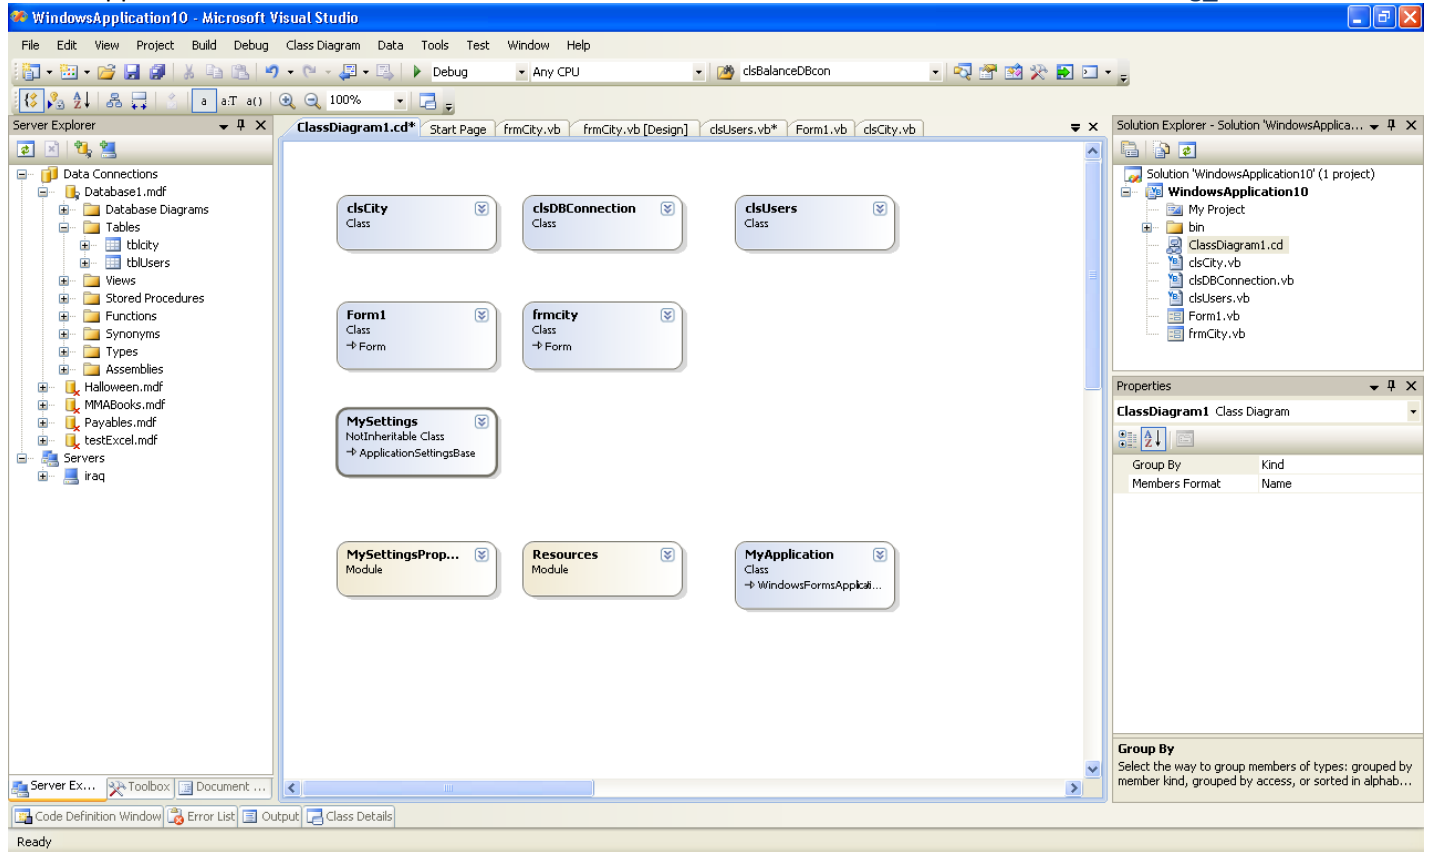 WindowsApplication10 - Microsoft Visual Studio
File Edit View Project Build Debug Class Diagram Data Tools Test Window Help
Debug Any CPU clsBalanceDBcon
a a:T a() 100%
Server Explorer
ClassDiagram1.cd* Start Page frmCity.vb frmCity.vb [Design] clsUsers.vb* Form1.vb clsCity.vb
Data Connections
Database1.mdf
Database Diagrams
Tables
tblcity
tblUsers
Views
Stored Procedures
Functions
Synonyms
Types
Assemblies
Halloween.mdf
MMABooks.mdf
Payables.mdf
testExcel.mdf
Servers
iraq
Server Ex... Toolbox Document ...
clsCity
Class
clsDBConnection
Class
clsUsers
Class
Form1
Class
Form
frmcity
Class
Form
MySettings
NotInheritable Class
ApplicationSettingsBase
MySettingsProp...
Module
Resources
Module
MyApplication
Class
WindowsFormsApplicati...
Solution Explorer - Solution 'WindowsApplica...
Solution 'WindowsApplication10' (1 project)
WindowsApplication10
My Project
bin
ClassDiagram1.cd
clsCity.vb
clsDBConnection.vb
clsUsers.vb
Form1.vb
frmCity.vb
Properties
ClassDiagram1 Class Diagram
Group By Kind
Members Format Name
Group By
Select the way to group members of types: grouped by
member kind, grouped by access, or sorted in alphab...
Code Definition Window Error List Output Class Details
Ready